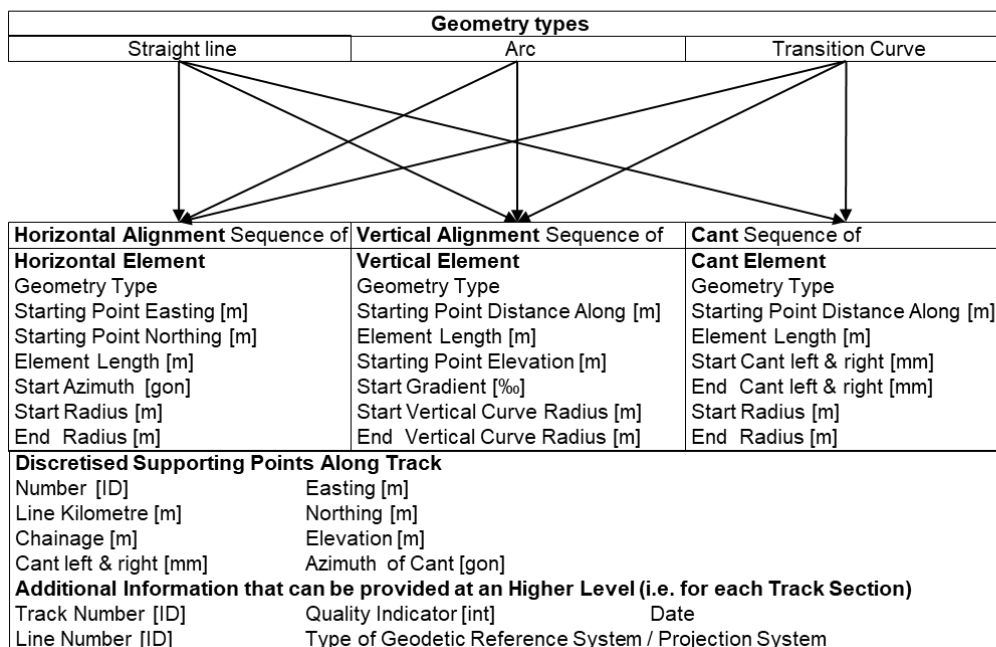 Geometry types
Straight line Arc Transition Curve
Horizontal Alignment Sequence of Vertical Alignment Sequence of Cant Sequence of
Horizontal Element Vertical Element Cant Element
Geometry Type Geometry Type Geometry Type
Starting Point Easting [m] Starting Point Distance Along [m] Starting Point Distance Along [m]
Starting Point Northing [m] Element Length [m] Element Length [m]
Element Length [m] Starting Point Elevation [m] Start Cant left & right [mm]
Start Azimuth [gon] Start Gradient [‰] End Cant left & right [mm]
Start Radius [m] Start Vertical Curve Radius [m] Start Radius [m]
End Radius [m] End Vertical Curve Radius [m] End Radius [m]
Discretised Supporting Points Along Track
Number [ID] Easting [m]
Line Kilometre [m] Northing [m]
Chainage [m] Elevation [m]
Cant left & right [mm] Azimuth of Cant [gon]
Additional Information that can be provided at an Higher Level (i.e. for each Track Section)
Track Number [ID] Quality Indicator [int] Date
Line Number [ID] Type of Geodetic Reference System / Projection System